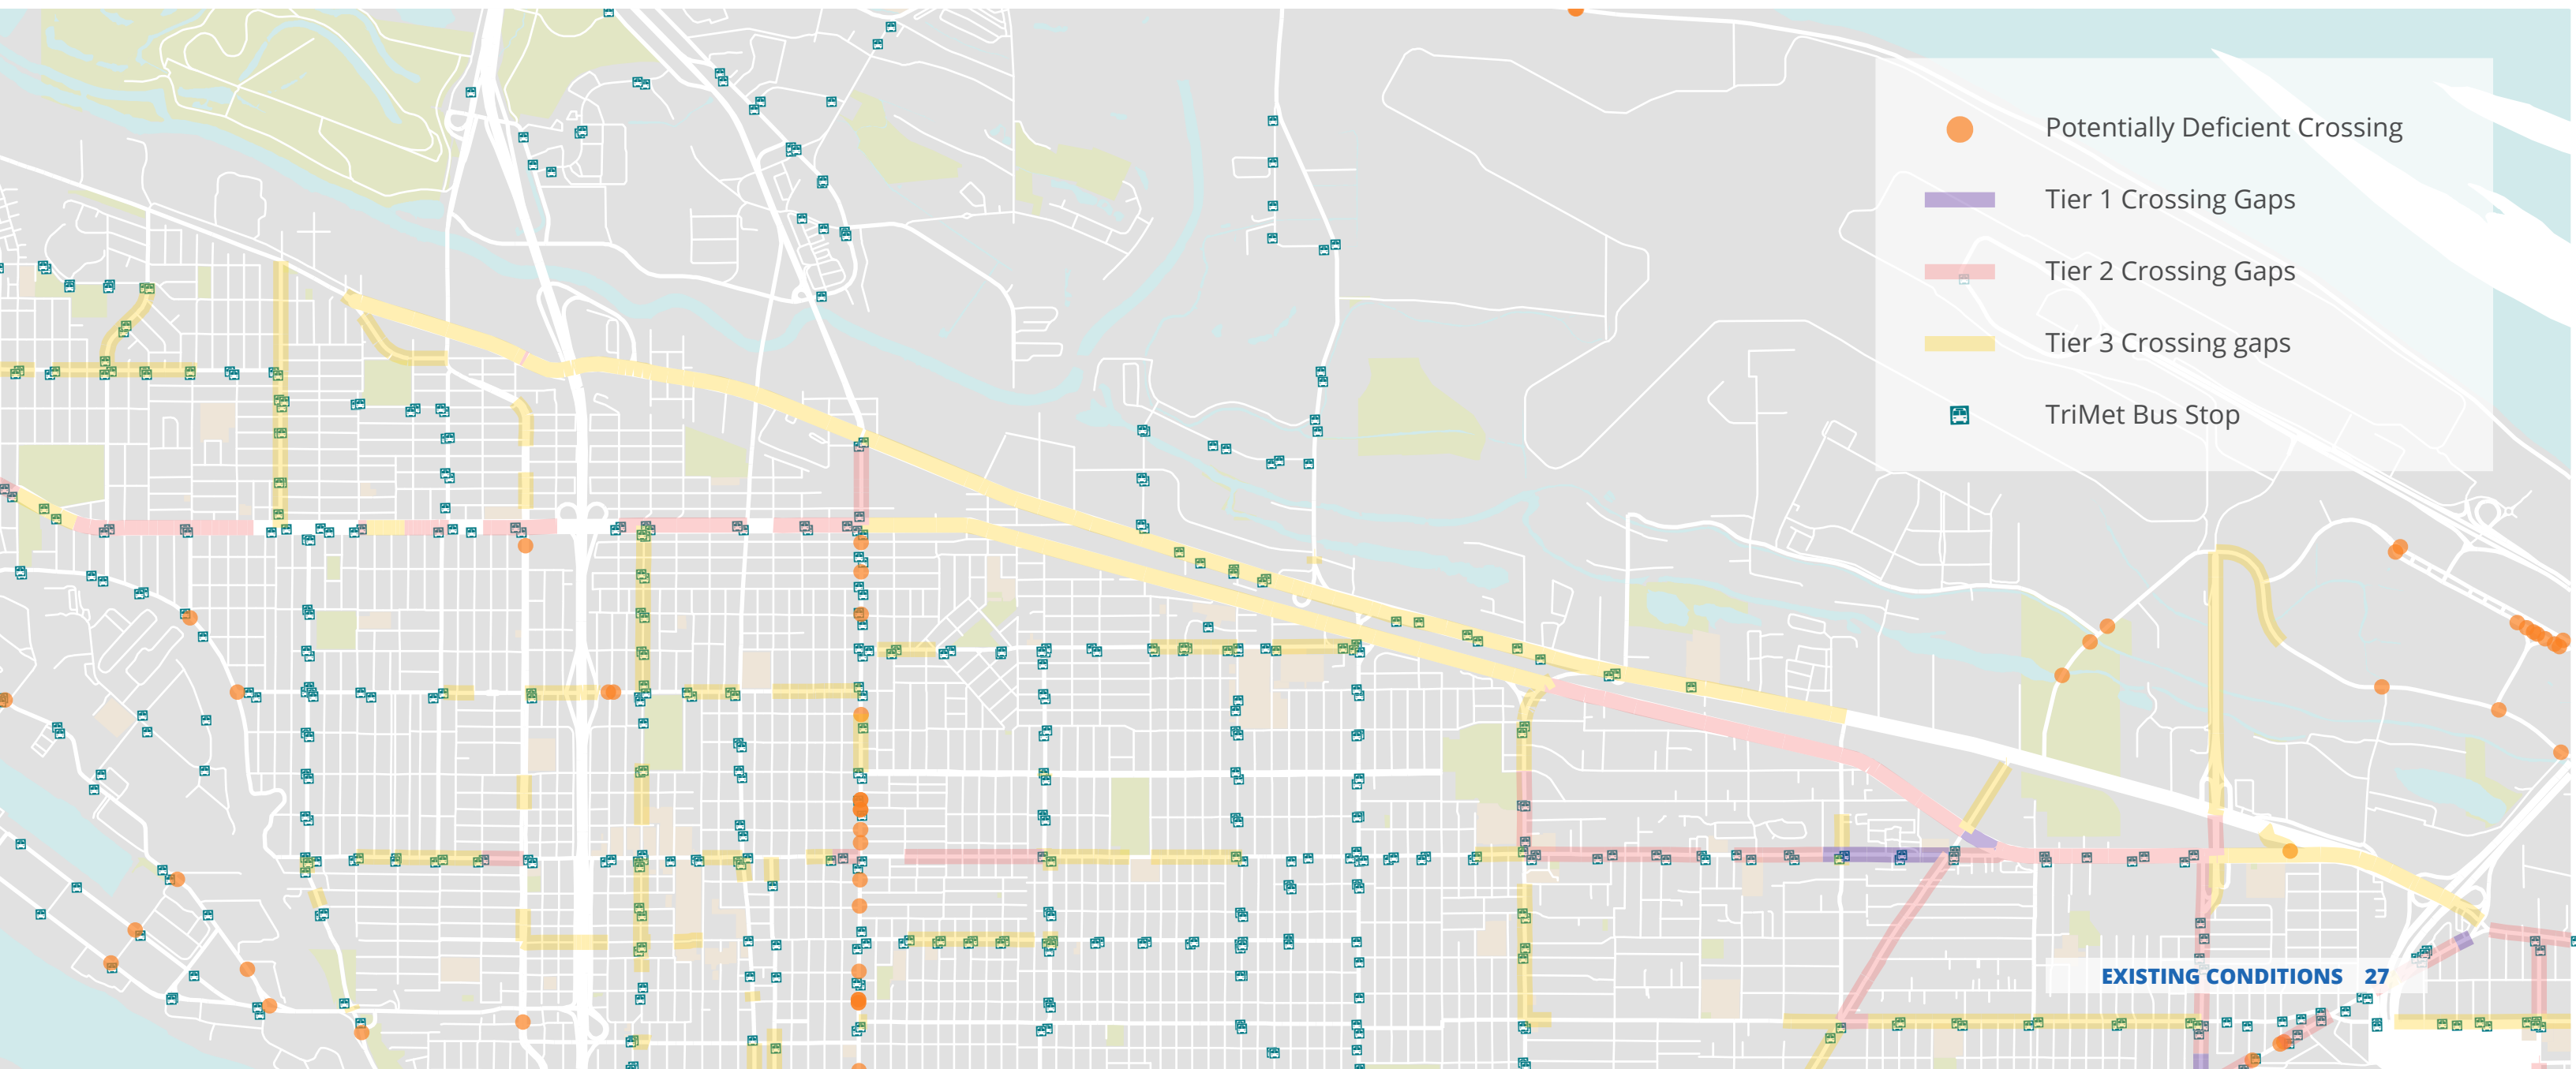 Potentially Deficient Crossing
Tier 1 Crossing Gaps
Tier 2 Crossing Gaps
Tier 3 Crossing gaps
TriMet Bus Stop
EXISTING CONDITIONS 27